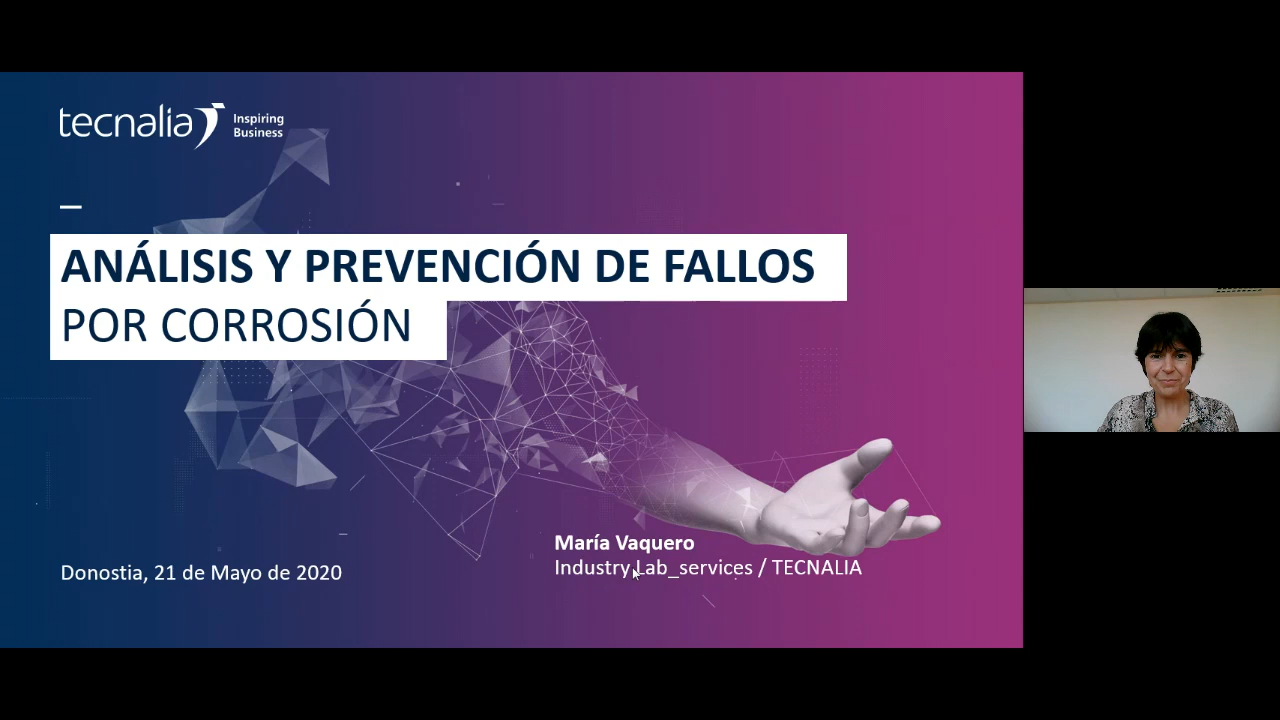 tecnalia Inspiring
Business
ANÁLISIS Y PREVENCIÓN DE FALLOS
POR CORROSIÓN
María Vaquero
Industry Lab_services / TECNALIA
Donostia, 21 de Mayo de 2020